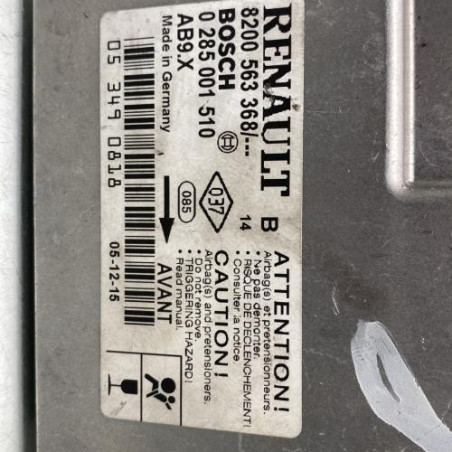 RENAULT B
8200 563 368/--- 14
BOSCH
0 285 001 510
AB9.X
Made in Germany
037
085
AVANT
05 349 0818
05-12-15
ATTENTION!
Airbag(s) et pretensionneurs.
• Ne pas demonter.
• RISQUE DE DECLENCHEMENT!
• Consulter la notice
CAUTION!
Airbag(s) and pretensioners.
• Do not remove.
• TRIGGERING HAZARD!
• Read manual.